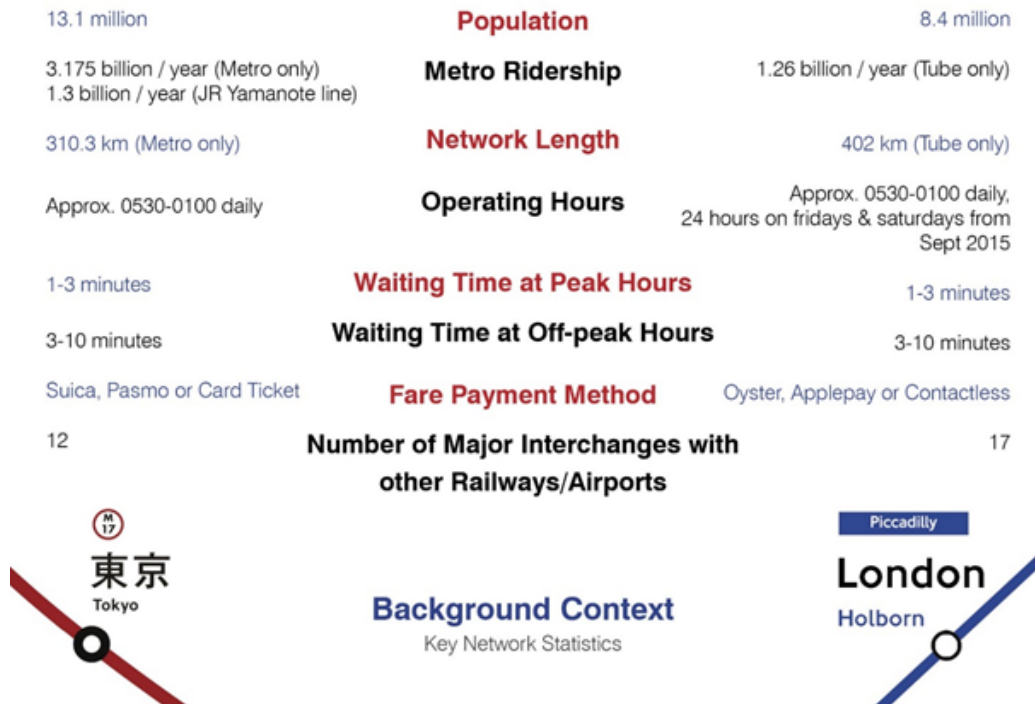 13.1 million
Population
8.4 million
3.175 billion / year (Metro only)
1.3 billion / year (JR Yamanote line)
Metro Ridership
1.26 billion / year (Tube only)
310.3 km (Metro only)
Network Length
402 km (Tube only)
Approx. 0530-0100 daily
Operating Hours
Approx. 0530-0100 daily,
24 hours on fridays & saturdays from
Sept 2015
1-3 minutes
Waiting Time at Peak Hours
1-3 minutes
3-10 minutes
Waiting Time at Off-peak Hours
3-10 minutes
Suica, Pasmo or Card Ticket
Fare Payment Method
Oyster, Applepay or Contactless
12
Number of Major Interchanges with
other Railways/Airports
17
M
17
東京
Tokyo
Background Context
Key Network Statistics
Piccadilly
London
Holborn